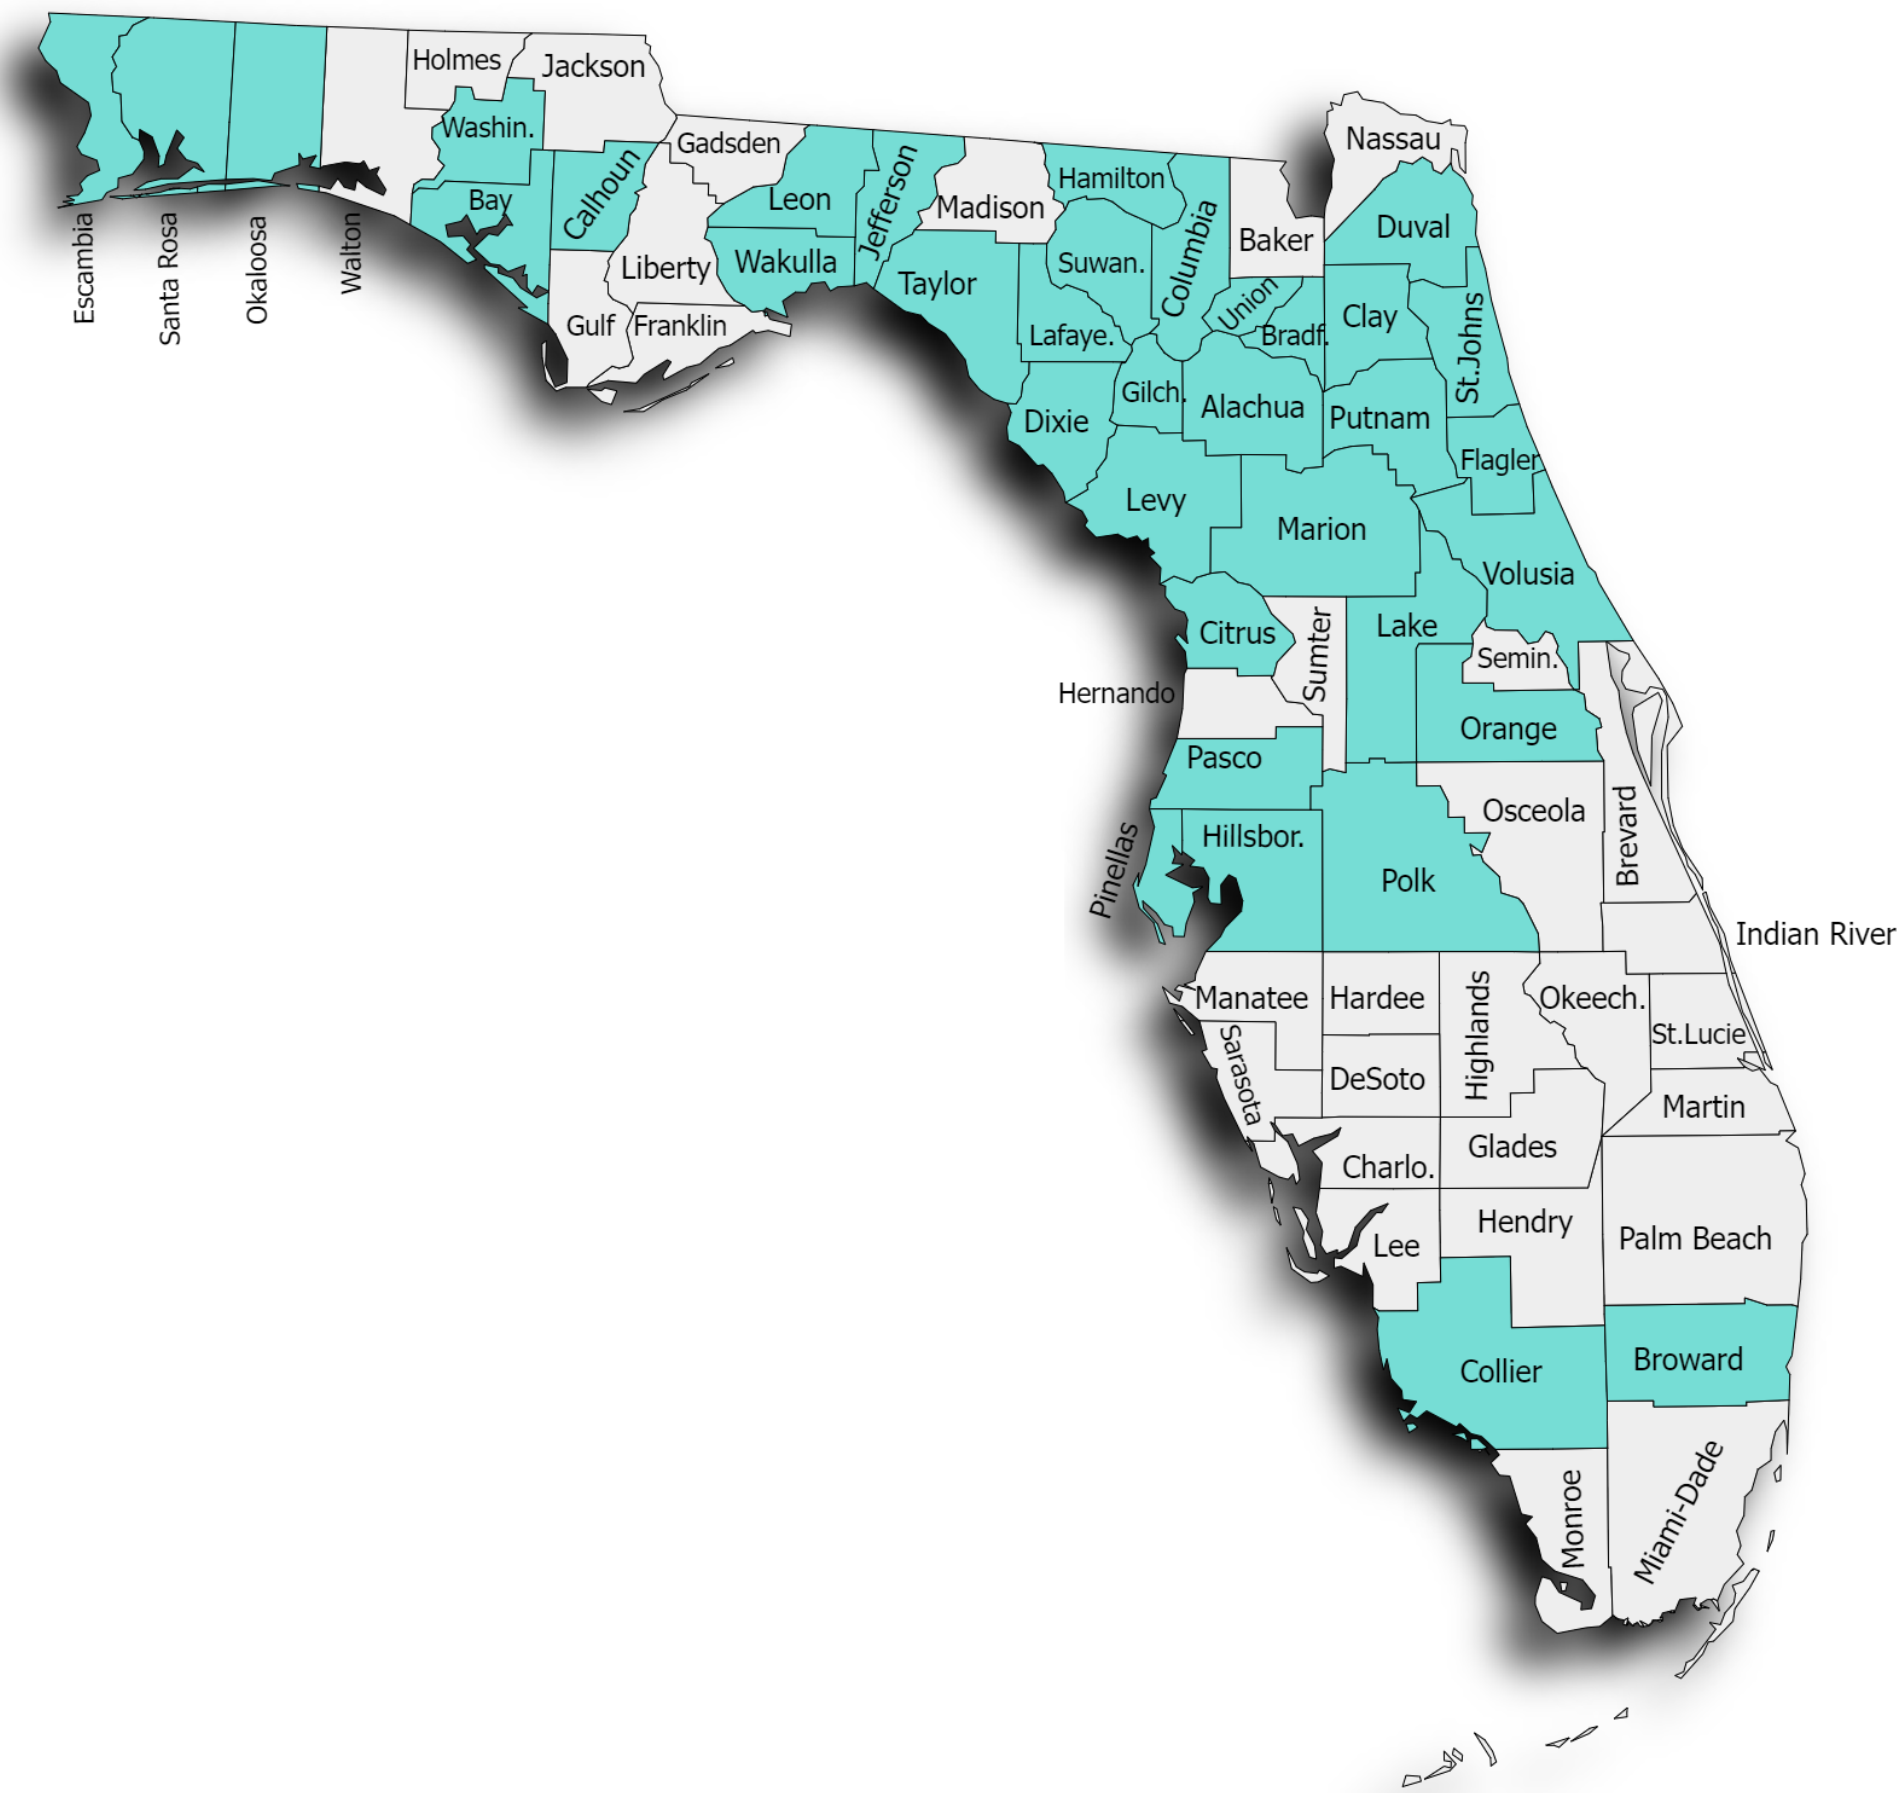 Holmes
Jackson
Washin.
Gadsden
Nassau
Bay
Calhoun
Leon
Jefferson
Madison
Hamilton
Columbia
Baker
Duval
Escambia
Santa Rosa
Okaloosa
Walton
Liberty
Wakulla
Taylor
Suwan.
Union
Gulf
Franklin
Lafaye.
Bradf.
Clay
St.Johns
Dixie
Gilch.
Alachua
Putnam
Flagler
Levy
Marion
Volusia
Citrus
Sumter
Lake
Semin.
Hernando
Orange
Pasco
Osceola
Brevard
Pinellas
Hillsbor.
Polk
Indian River
Manatee
Hardee
Highlands
Okeech.
St.Lucie
Sarasota
DeSoto
Martin
Charlo.
Glades
Lee
Hendry
Palm Beach
Collier
Broward
Monroe
Miami-Dade